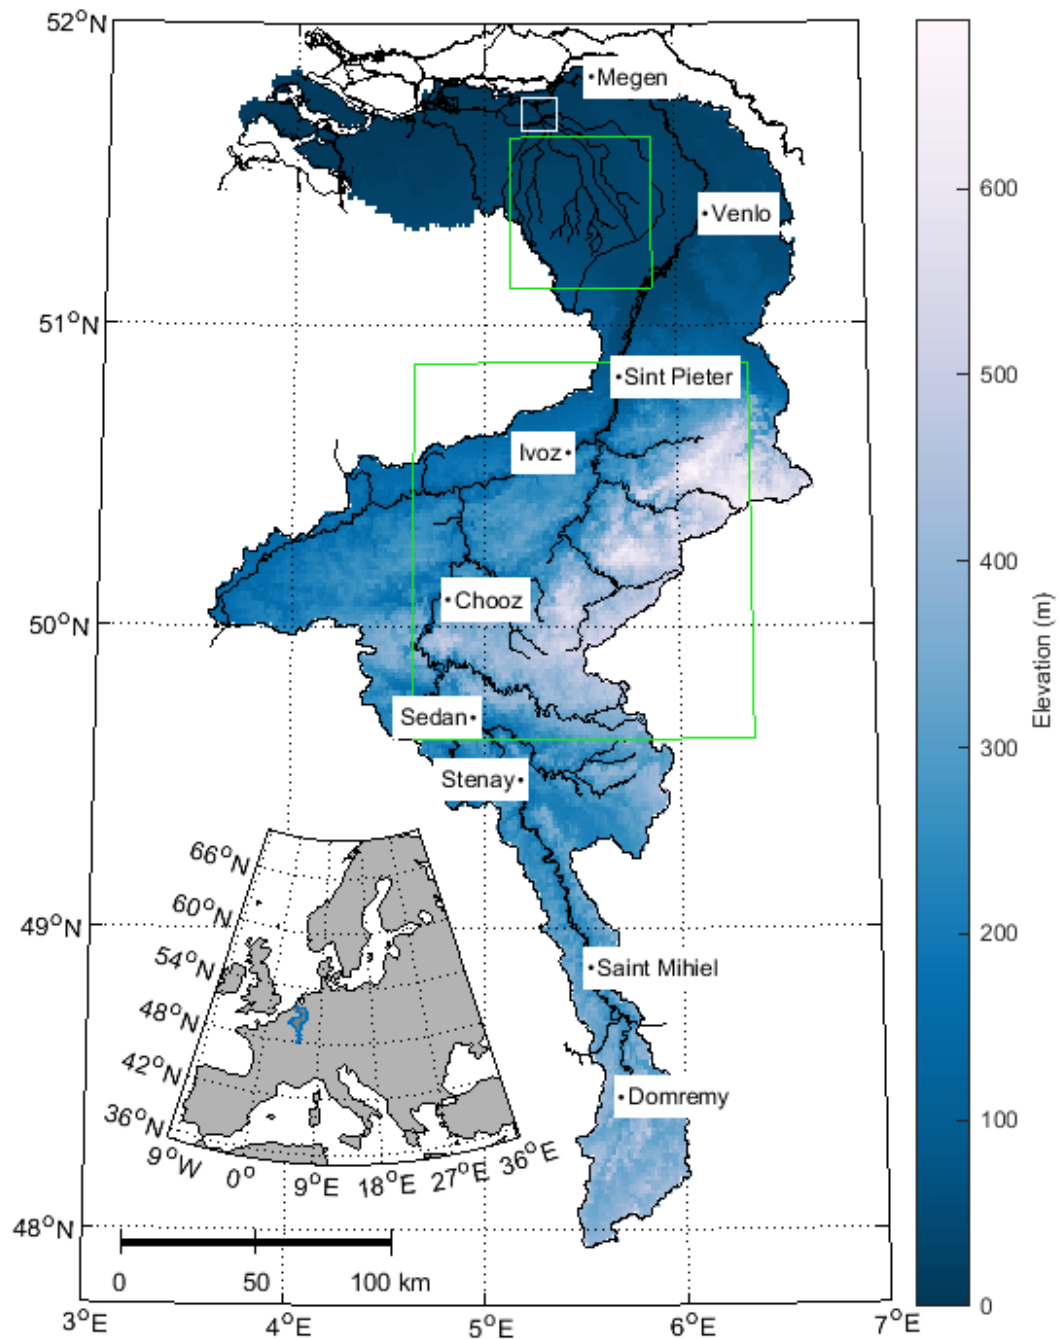 52°N
Megen
600
Venlo
51°N
500
Sint Pieter
Ivoz
400
Chooz
50°N
Elevation (m)
Sedan
300
Stenay
66°N
60°N
200
49°N
54°N
Saint Mihiel
48°N
42°N
Domremy
100
36°N
9°W
0°
9°E
18°E
27°E
36°E
48°N
0
50
100 km
0
3°E
4°E
5°E
6°E
7°E